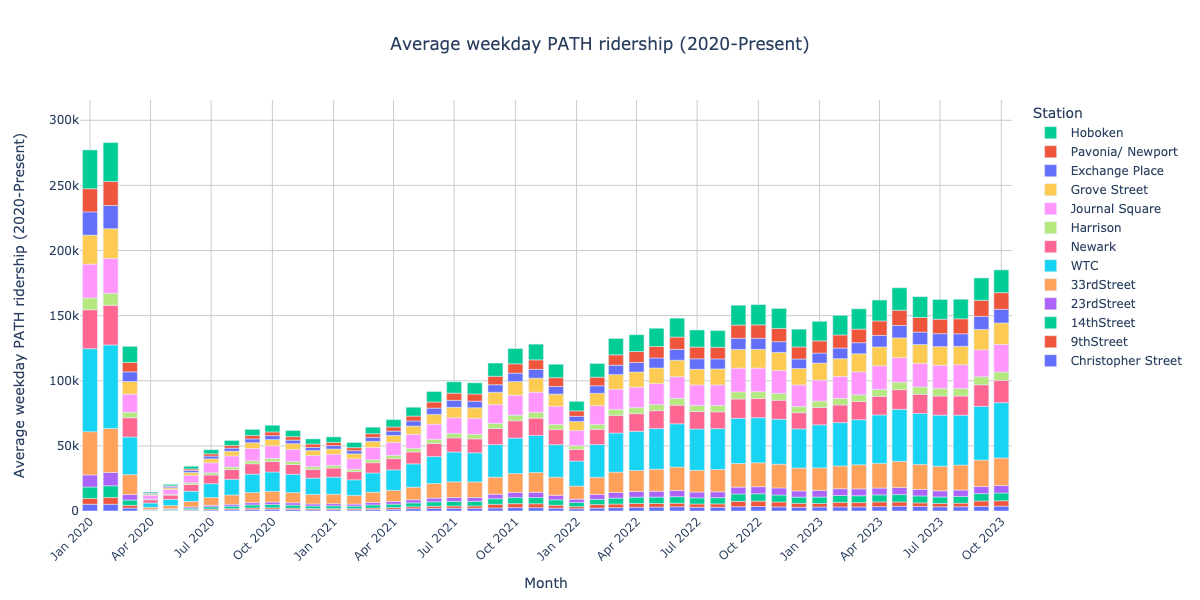 Average weekday PATH ridership (2020-Present)
Average weekday PATH ridership (2020-Present)
300k
250k
200k
150k
100k
50k
0
Jan 2020
Apr 2020
Jul 2020
Oct 2020
Jan 2021
Apr 2021
Jul 2021
Oct 2021
Jan 2022
Apr 2022
Jul 2022
Oct 2022
Jan 2023
Apr 2023
Jul 2023
Oct 2023
Month
Station
Hoboken
Pavonia/ Newport
Exchange Place
Grove Street
Journal Square
Harrison
Newark
WTC
33rdStreet
23rdStreet
14thStreet
9thStreet
Christopher Street